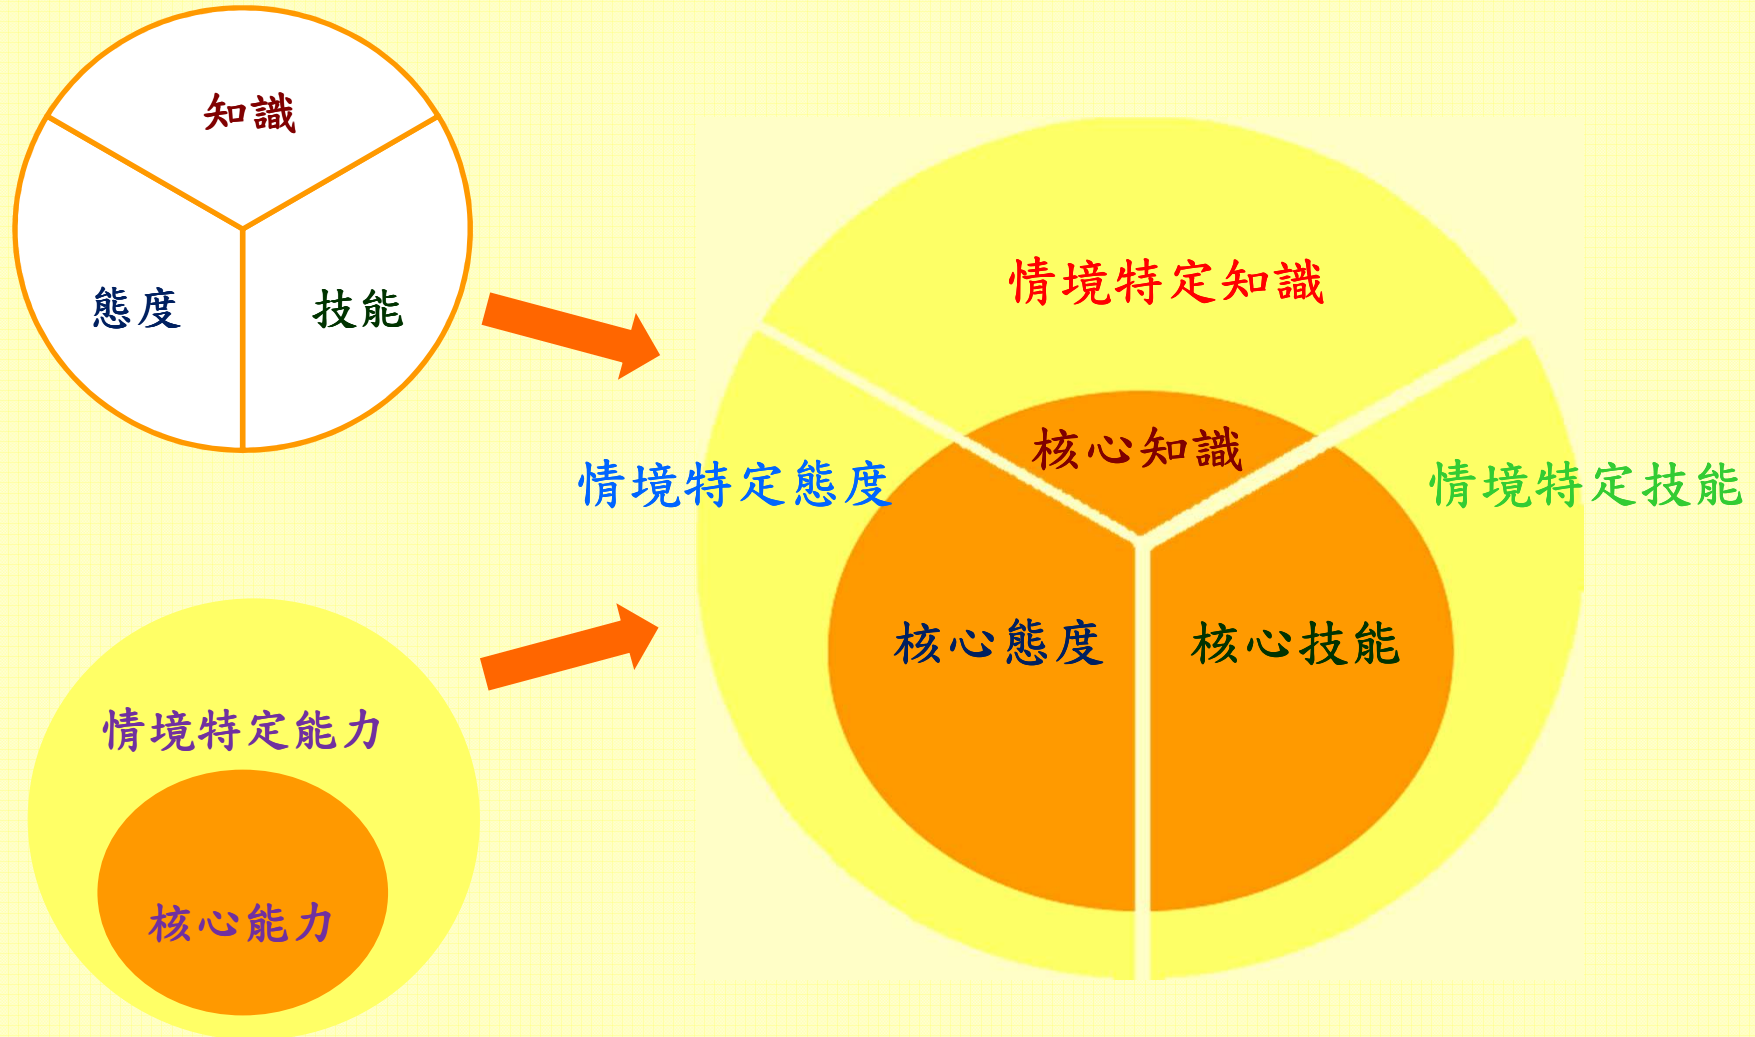 知識
態度
技能
情境特定能力
核心能力
情境特定知識
核心知識
情境特定態度
情境特定技能
核心態度
核心技能